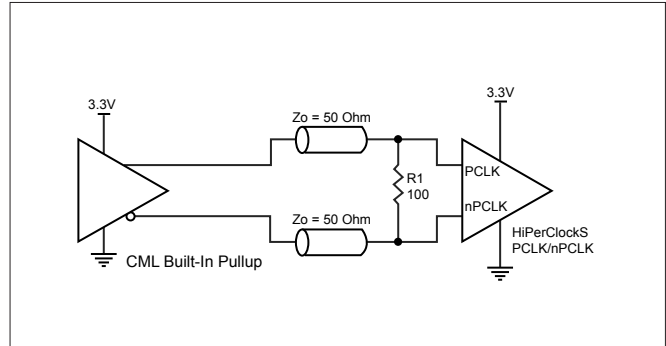 3.3V
3.3V
Zo = 50 Ohm
PCLK
R1
100
nPCLK
Zo = 50 Ohm
HiPerClockS
PCLK/nPCLK
CML Built-In Pullup